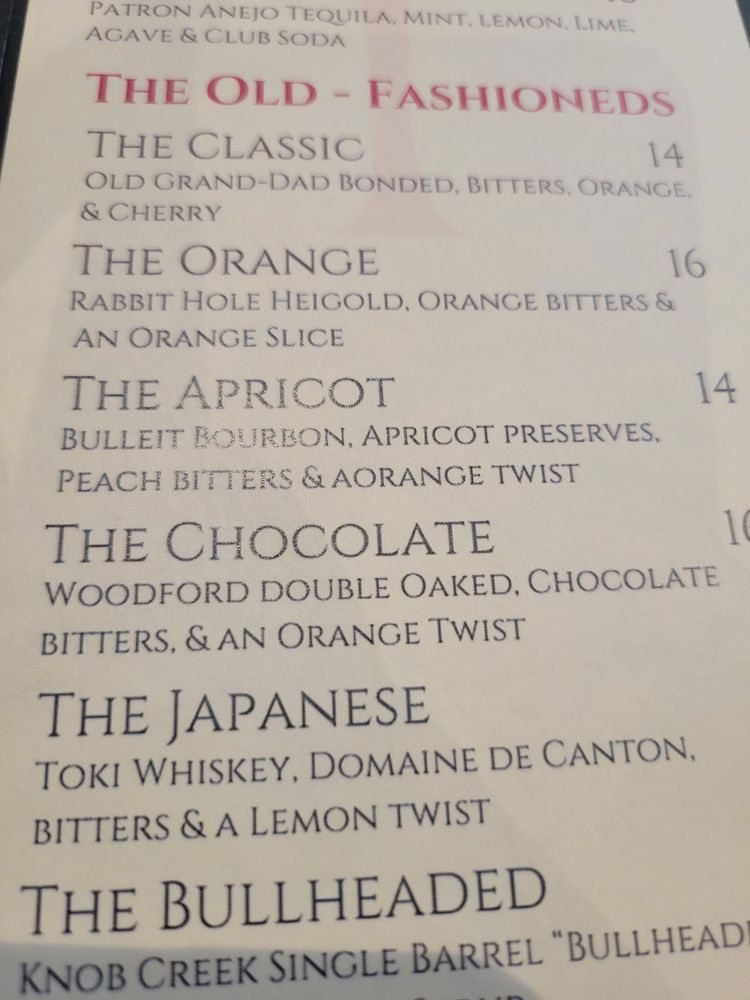 Patron Anejo Tequila, Mint, Lemon, Lime,
Agave & Club Soda
The Old - Fashioneds
The Classic 14
Old Grand-Dad Bonded, Bitters, Orange,
& Cherry
The Orange 16
Rabbit Hole Heigold, Orange bitters &
An Orange Slice
The Apricot 14
Bulleit Bourbon, Apricot preserves,
Peach bitters & aorange twist
The Chocolate
Woodford double Oaked, Chocolate
bitters, & an Orange Twist
The Japanese
Toki Whiskey, Domaine de Canton,
bitters & a Lemon twist
The Bullheaded
Knob Creek Single Barrel "Bullhead